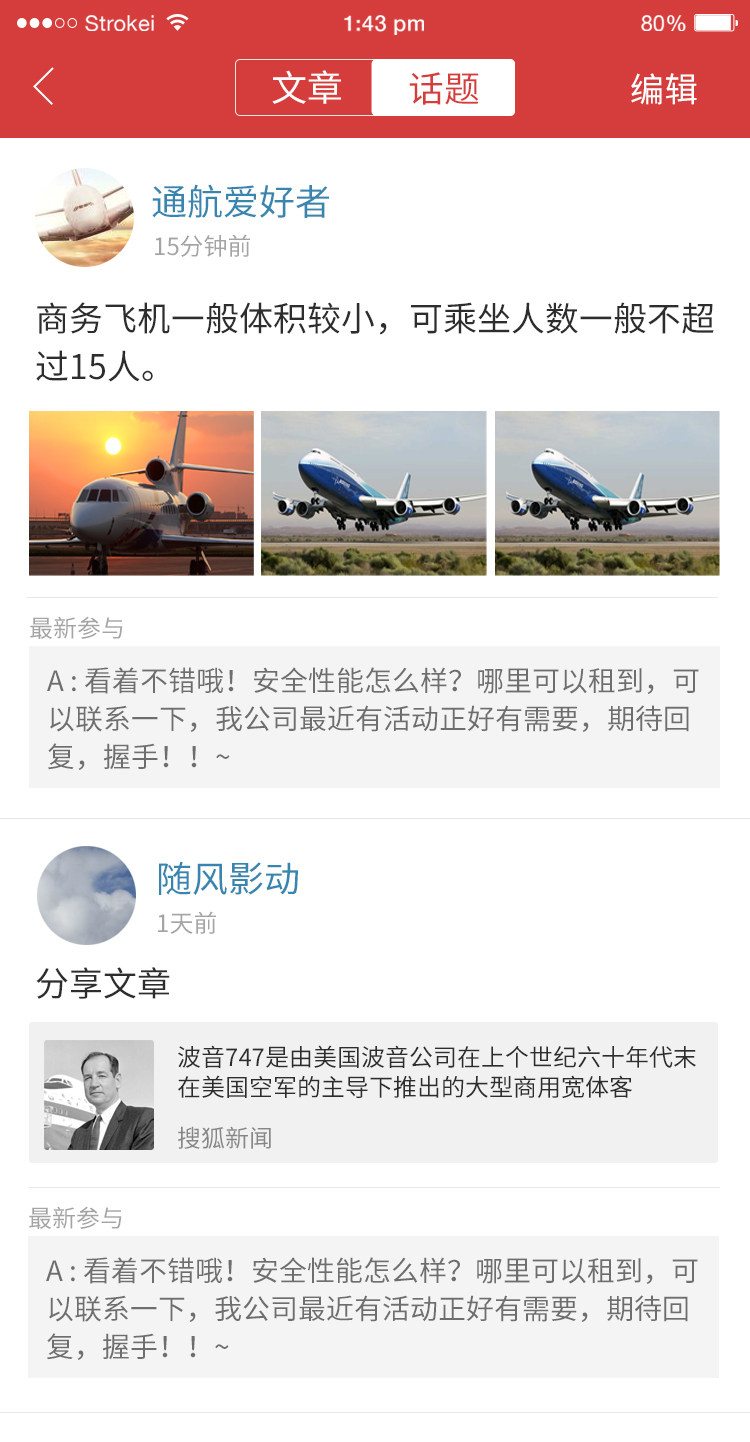 Strokei 1:43 pm 80%
文章 话题 编辑
通航爱好者
15分钟前
商务飞机一般体积较小，可乘坐人数一般不超
过15人。
BOEING
BOEING
最新参与
A : 看着不错哦！安全性能怎么样？哪里可以租到，可
以联系一下，我公司最近有活动正好有需要，期待回
复，握手！！~
随风影动
1天前
分享文章
波音747是由美国波音公司在上个世纪六十年代末
在美国空军的主导下推出的大型商用宽体客
搜狐新闻
最新参与
A : 看着不错哦！安全性能怎么样？哪里可以租到，可
以联系一下，我公司最近有活动正好有需要，期待回
复，握手！！~